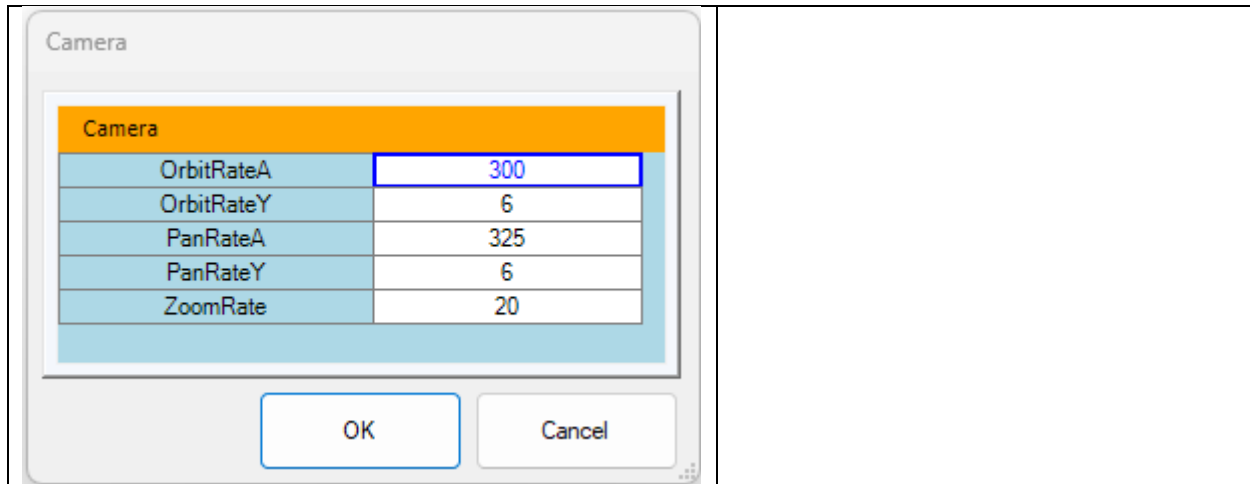 Camera
Camera
OrbitRateA 300
OrbitRateY 6
PanRateA 325
PanRateY 6
ZoomRate 20
OK Cancel